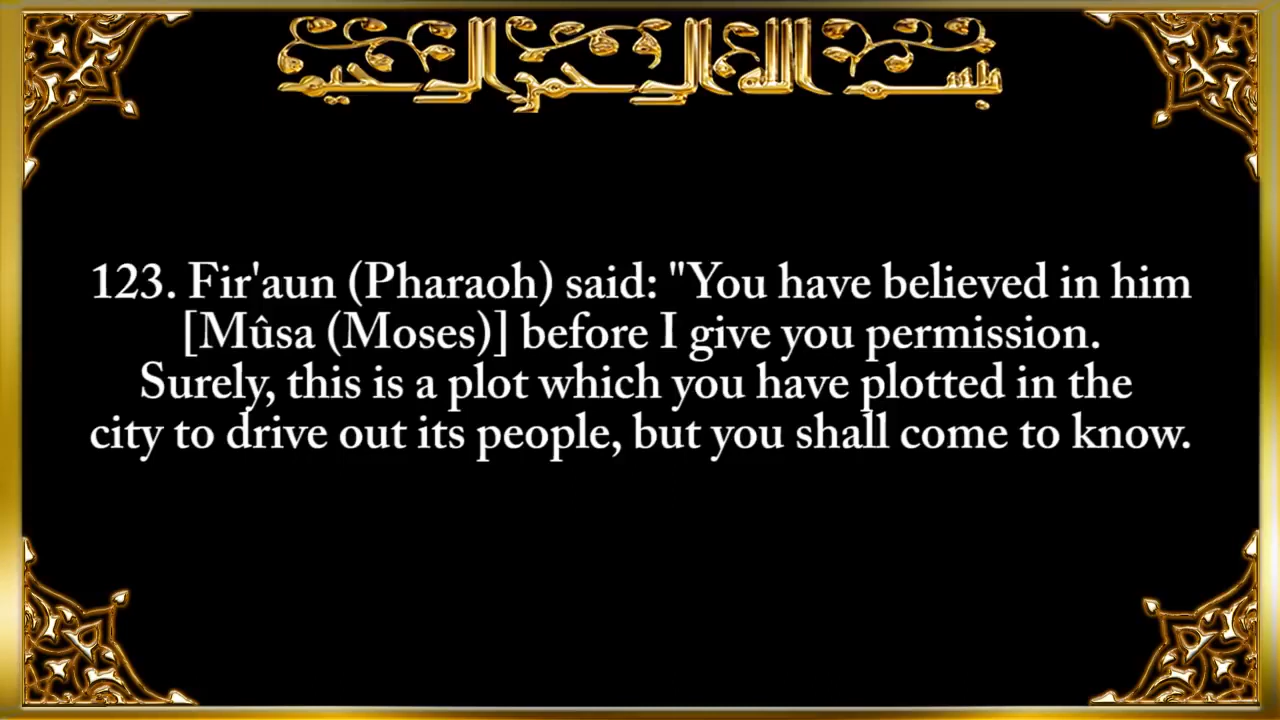 بسم الله الرحمن الرحيم
123. Fir'aun (Pharaoh) said: "You have believed in him
[Mûsa (Moses)] before I give you permission.
Surely, this is a plot which you have plotted in the
city to drive out its people, but you shall come to know.